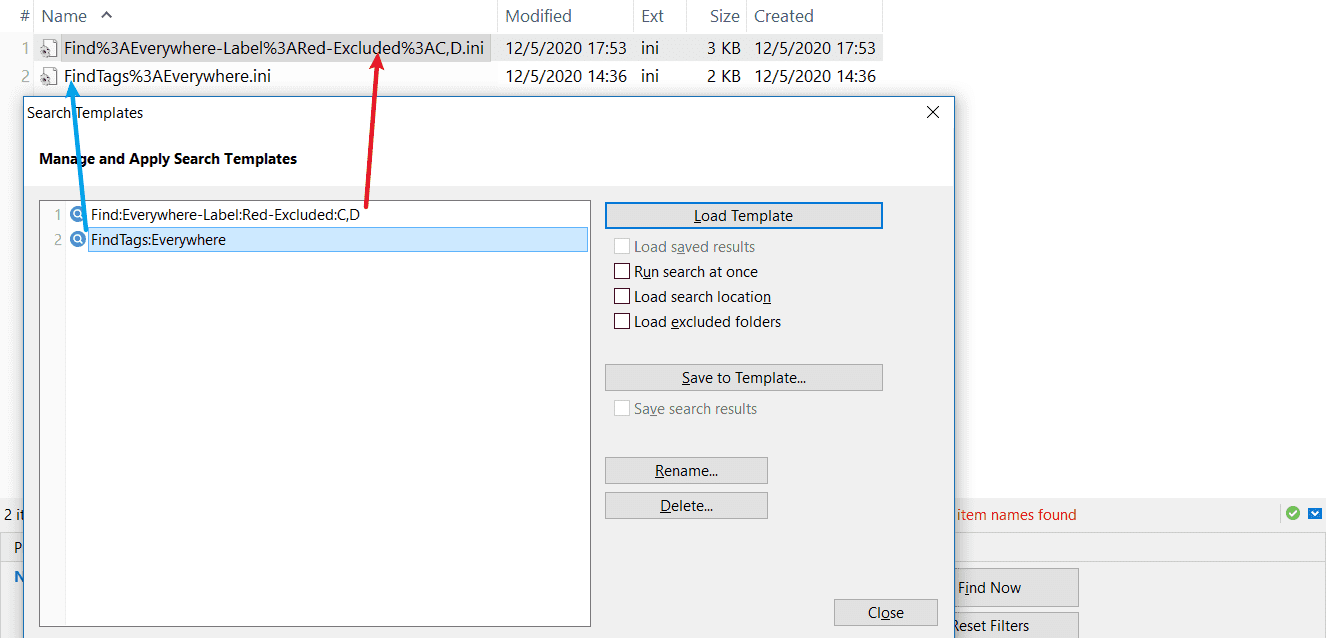 # Name Modified Ext Size Created
1 Find%3AEverywhere-Label%3ARed-Excluded%3AC,D.ini 12/5/2020 17:53 ini 3 KB 12/5/2020 17:53
2 FindTags%3AEverywhere.ini 12/5/2020 14:36 ini 2 KB 12/5/2020 14:36
Search Templates
Manage and Apply Search Templates
1 Find:Everywhere-Label:Red-Excluded:C,D
2 FindTags:Everywhere
Load Template
Load saved results
Run search at once
Load search location
Load excluded folders
Save to Template...
Save search results
Rename...
Delete...
Close
2 it
item names found
P
N
Find Now
Reset Filters